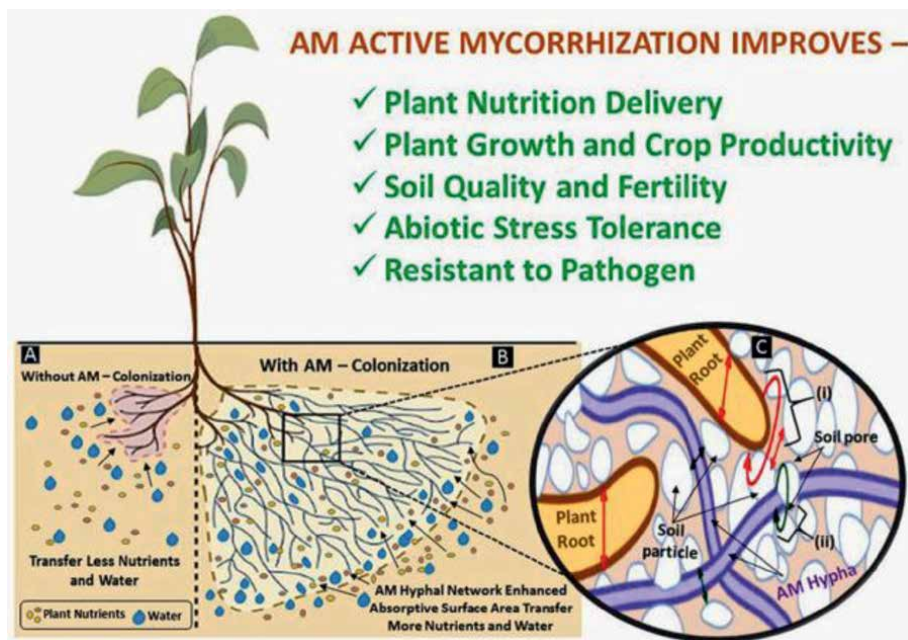 AM ACTIVE MYCORRHIZATION IMPROVES –
✓ Plant Nutrition Delivery
✓ Plant Growth and Crop Productivity
✓ Soil Quality and Fertility
✓ Abiotic Stress Tolerance
✓ Resistant to Pathogen
A
Without AM – Colonization
With AM – Colonization
B
Transfer Less Nutrients
and Water
Plant Nutrients
Water
AM Hyphal Network Enhanced
Absorptive Surface Area Transfer
More Nutrients and Water
C
Plant
Root
(i)
Soil pore
Plant
Root
Soil
particle
(ii)
AM Hypha